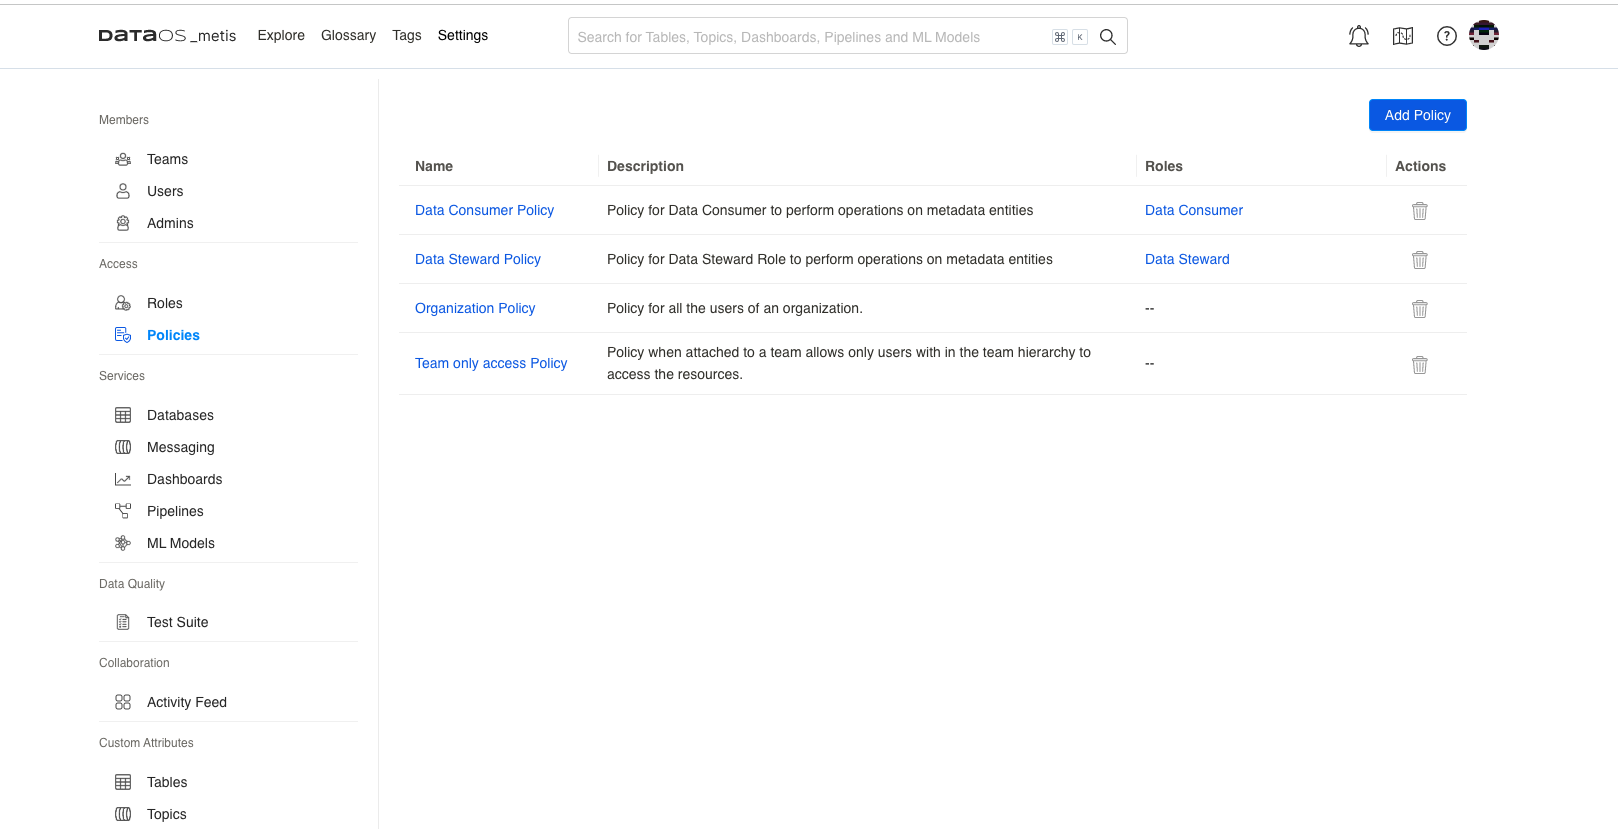 DATAOS _metis Explore Glossary Tags Settings Search for Tables, Topics, Dashboards, Pipelines and ML Models ⌘ K
Members
Teams
Users
Admins
Access
Roles
Policies
Services
Databases
Messaging
Dashboards
Pipelines
ML Models
Data Quality
Test Suite
Collaboration
Activity Feed
Custom Attributes
Tables
Topics
Add Policy
Name Description Roles Actions
Data Consumer Policy Policy for Data Consumer to perform operations on metadata entities Data Consumer
Data Steward Policy Policy for Data Steward Role to perform operations on metadata entities Data Steward
Organization Policy Policy for all the users of an organization. --
Team only access Policy Policy when attached to a team allows only users with in the team hierarchy to
access the resources. --